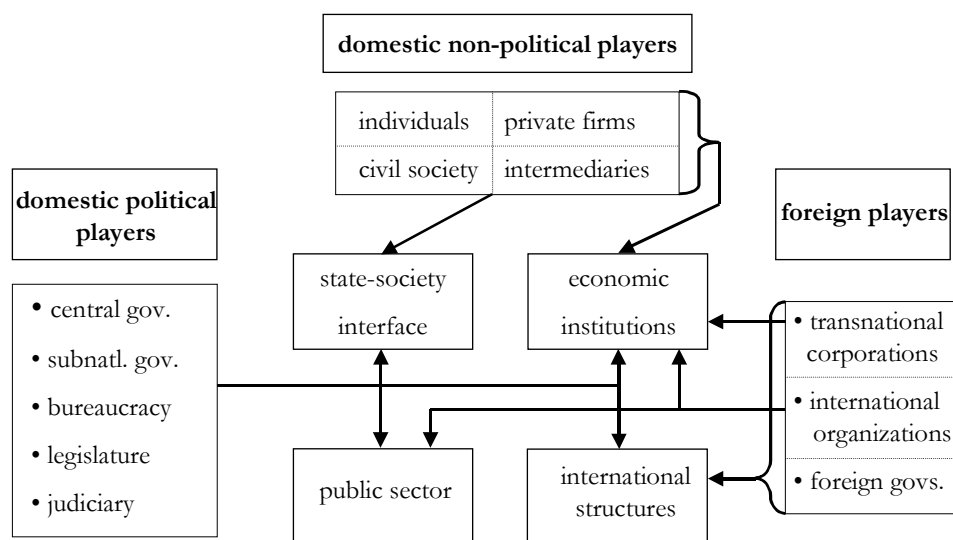 domestic non-political players
individuals
private firms
civil society
intermediaries
domestic political
players
foreign players
state-society
interface
economic
institutions
• central gov.
• subnatl. gov.
• bureaucracy
• legislature
• judiciary
• transnational
corporations
• international
organizations
• foreign govs.
public sector
international
structures